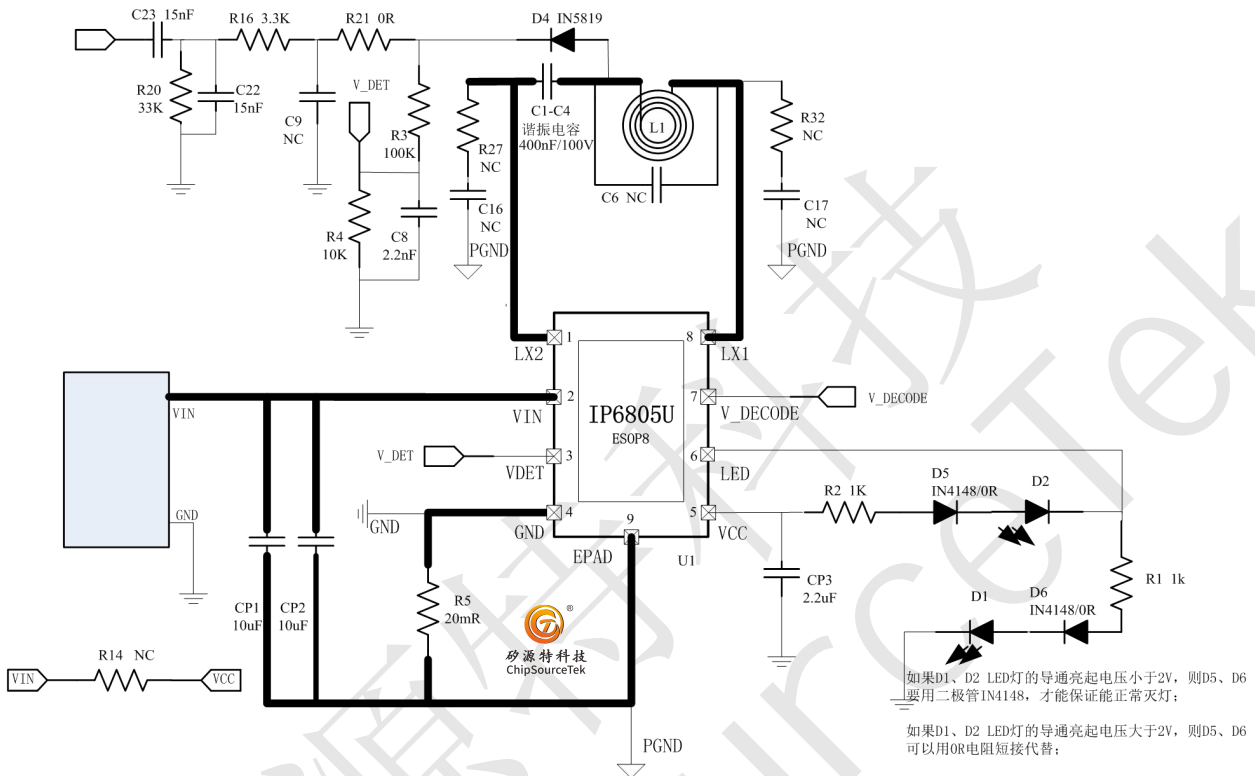 C23 15nF
R16 3.3K
R21 0R
D4 IN5819
R20
33K
C22
15nF
C9
NC
V_DET
R3
100K
R4
10K
C8
2.2nF
R27
NC
C16
NC
PGND
C1-C4
谐振电容
400nF/100V
L1
C6 NC
R32
NC
C17
NC
PGND
1
LX2
8
LX1
VIN
2
VIN
IP6805U
ESOP8
7
V_DECODE
V_DECODE
V_DET
3
VDET
6
LED
GND
GND
4
GND
5
VCC
9
EPAD
U1
R2 1K
D5
IN4148/0R
D2
CP1
10uF
CP2
10uF
R5
20mR
CP3
2.2uF
R1 1k
D1
D6
IN4148/0R
®
矽源特科技
ChipSourceTek
R14 NC
VIN
VCC
PGND
如果D1、D2 LED灯的导通亮起电压小于2V，则D5、D6
要用二极管IN4148，才能保证能正常灭灯；
如果D1、D2 LED灯的导通亮起电压大于2V，则D5、D6
可以用0R电阻短接代替；